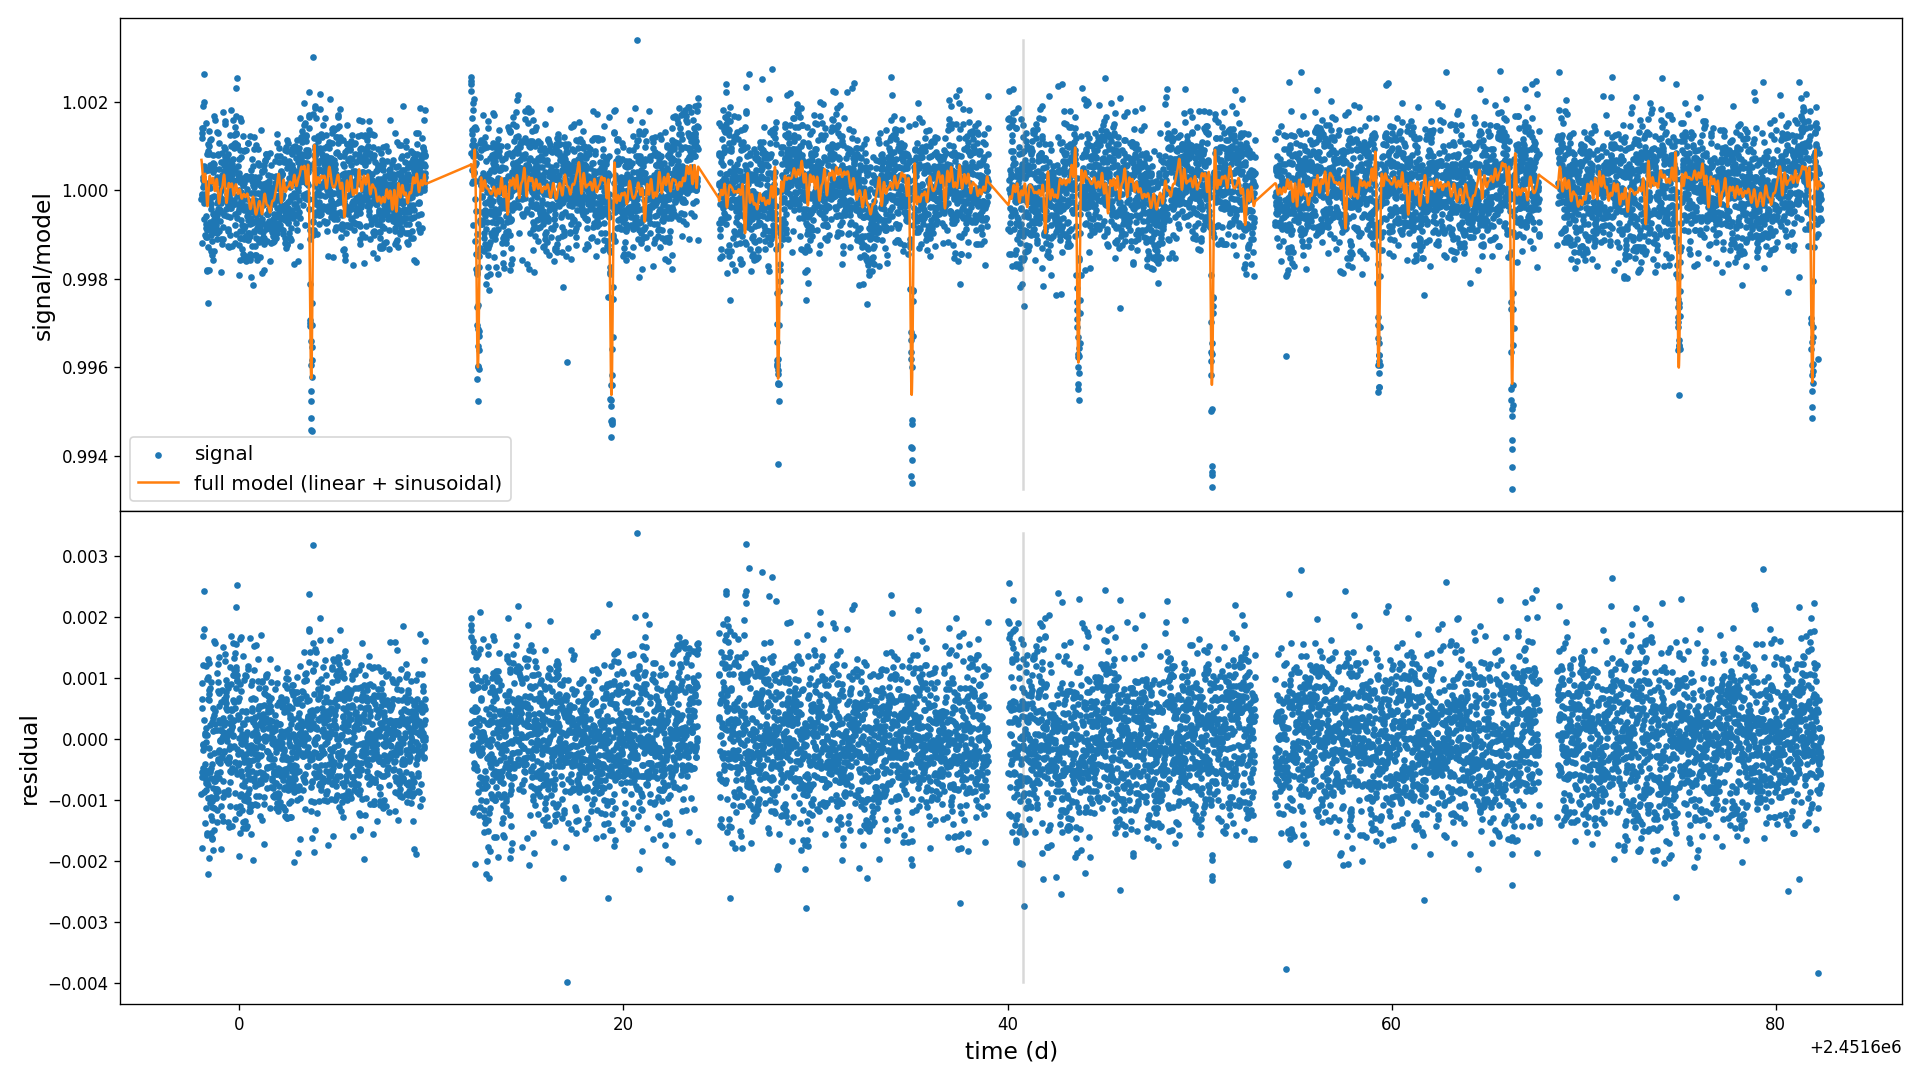 1.002
1.000
0.998
0.996
0.994
signal/model
signal
full model (linear + sinusoidal)
0.003
0.002
0.001
0.000
−0.001
−0.002
−0.003
−0.004
residual
0 20 40 60 80
time (d)
+2.4516e6